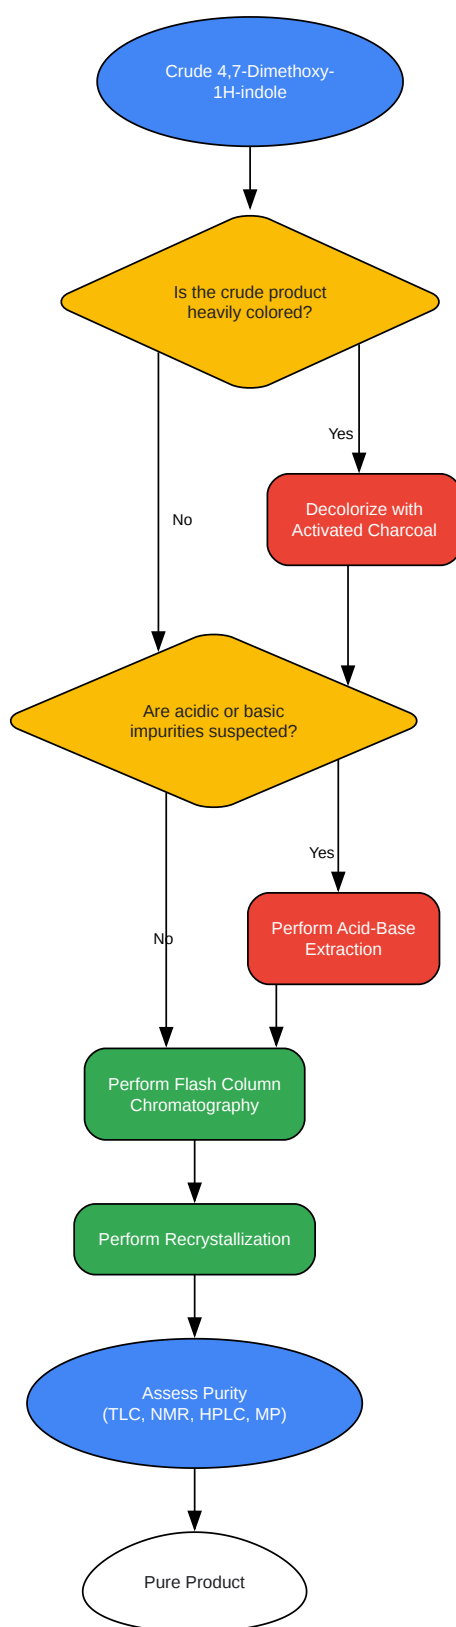 Crude 4,7-Dimethoxy-
1H-indole
Is the crude product
heavily colored?
Yes
Decolorize with
Activated Charcoal
No
Are acidic or basic
impurities suspected?
Yes
Perform Acid-Base
Extraction
No
Perform Flash Column
Chromatography
Perform Recrystallization
Assess Purity
(TLC, NMR, HPLC, MP)
Pure Product